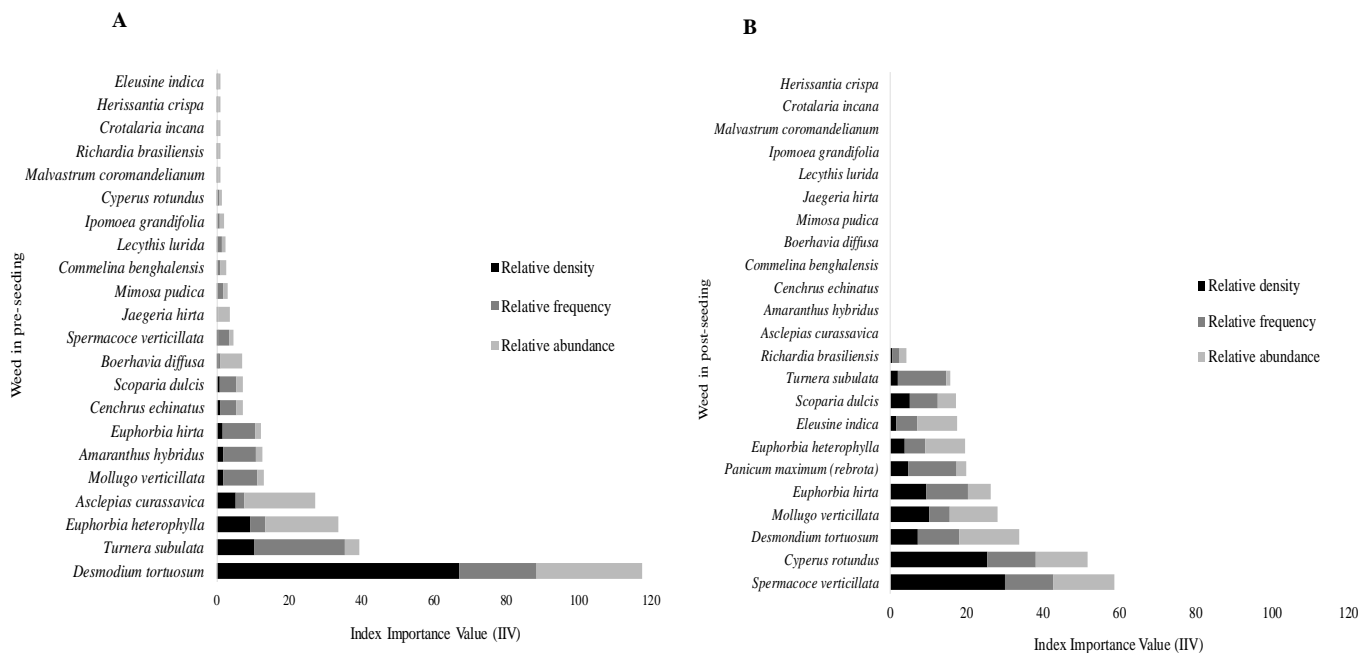 A
Eleusine indica
Herissantia crispa
Crotalaria incana
Richardia brasiliensis
Malvastrum coromandelianum
Cyperus rotundus
Ipomoea grandifolia
Lecythis lurida
Commelina benghalensis
Mimosa pudica
Jaegeria hirta
Spermacoce verticillata
Boerhavia diffusa
Scoparia dulcis
Cenchrus echinatus
Euphorbia hirta
Amaranthus hybridus
Mollugo verticillata
Asclepias curassavica
Euphorbia heterophylla
Turnera subulata
Desmodium tortuosum
Weed in pre-seeding
Relative density
Relative frequency
Relative abundance
0 20 40 60 80 100 120
Index Importance Value (IIV)
B
Herissantia crispa
Crotalaria incana
Malvastrum coromandelianum
Ipomoea grandifolia
Lecythis lurida
Jaegeria hirta
Mimosa pudica
Boerhavia diffusa
Commelina benghalensis
Cenchrus echinatus
Amaranthus hybridus
Asclepias curassavica
Richardia brasiliensis
Turnera subulata
Scoparia dulcis
Eleusine indica
Euphorbia heterophylla
Panicum maximum (rebrota)
Euphorbia hirta
Mollugo verticillata
Desmondium tortuosum
Cyperus rotundus
Spermacoce verticillata
Weed in post-seeding
Relative density
Relative frequency
Relative abundance
0 20 40 60 80 100 120
Index Importance Value (IIV)